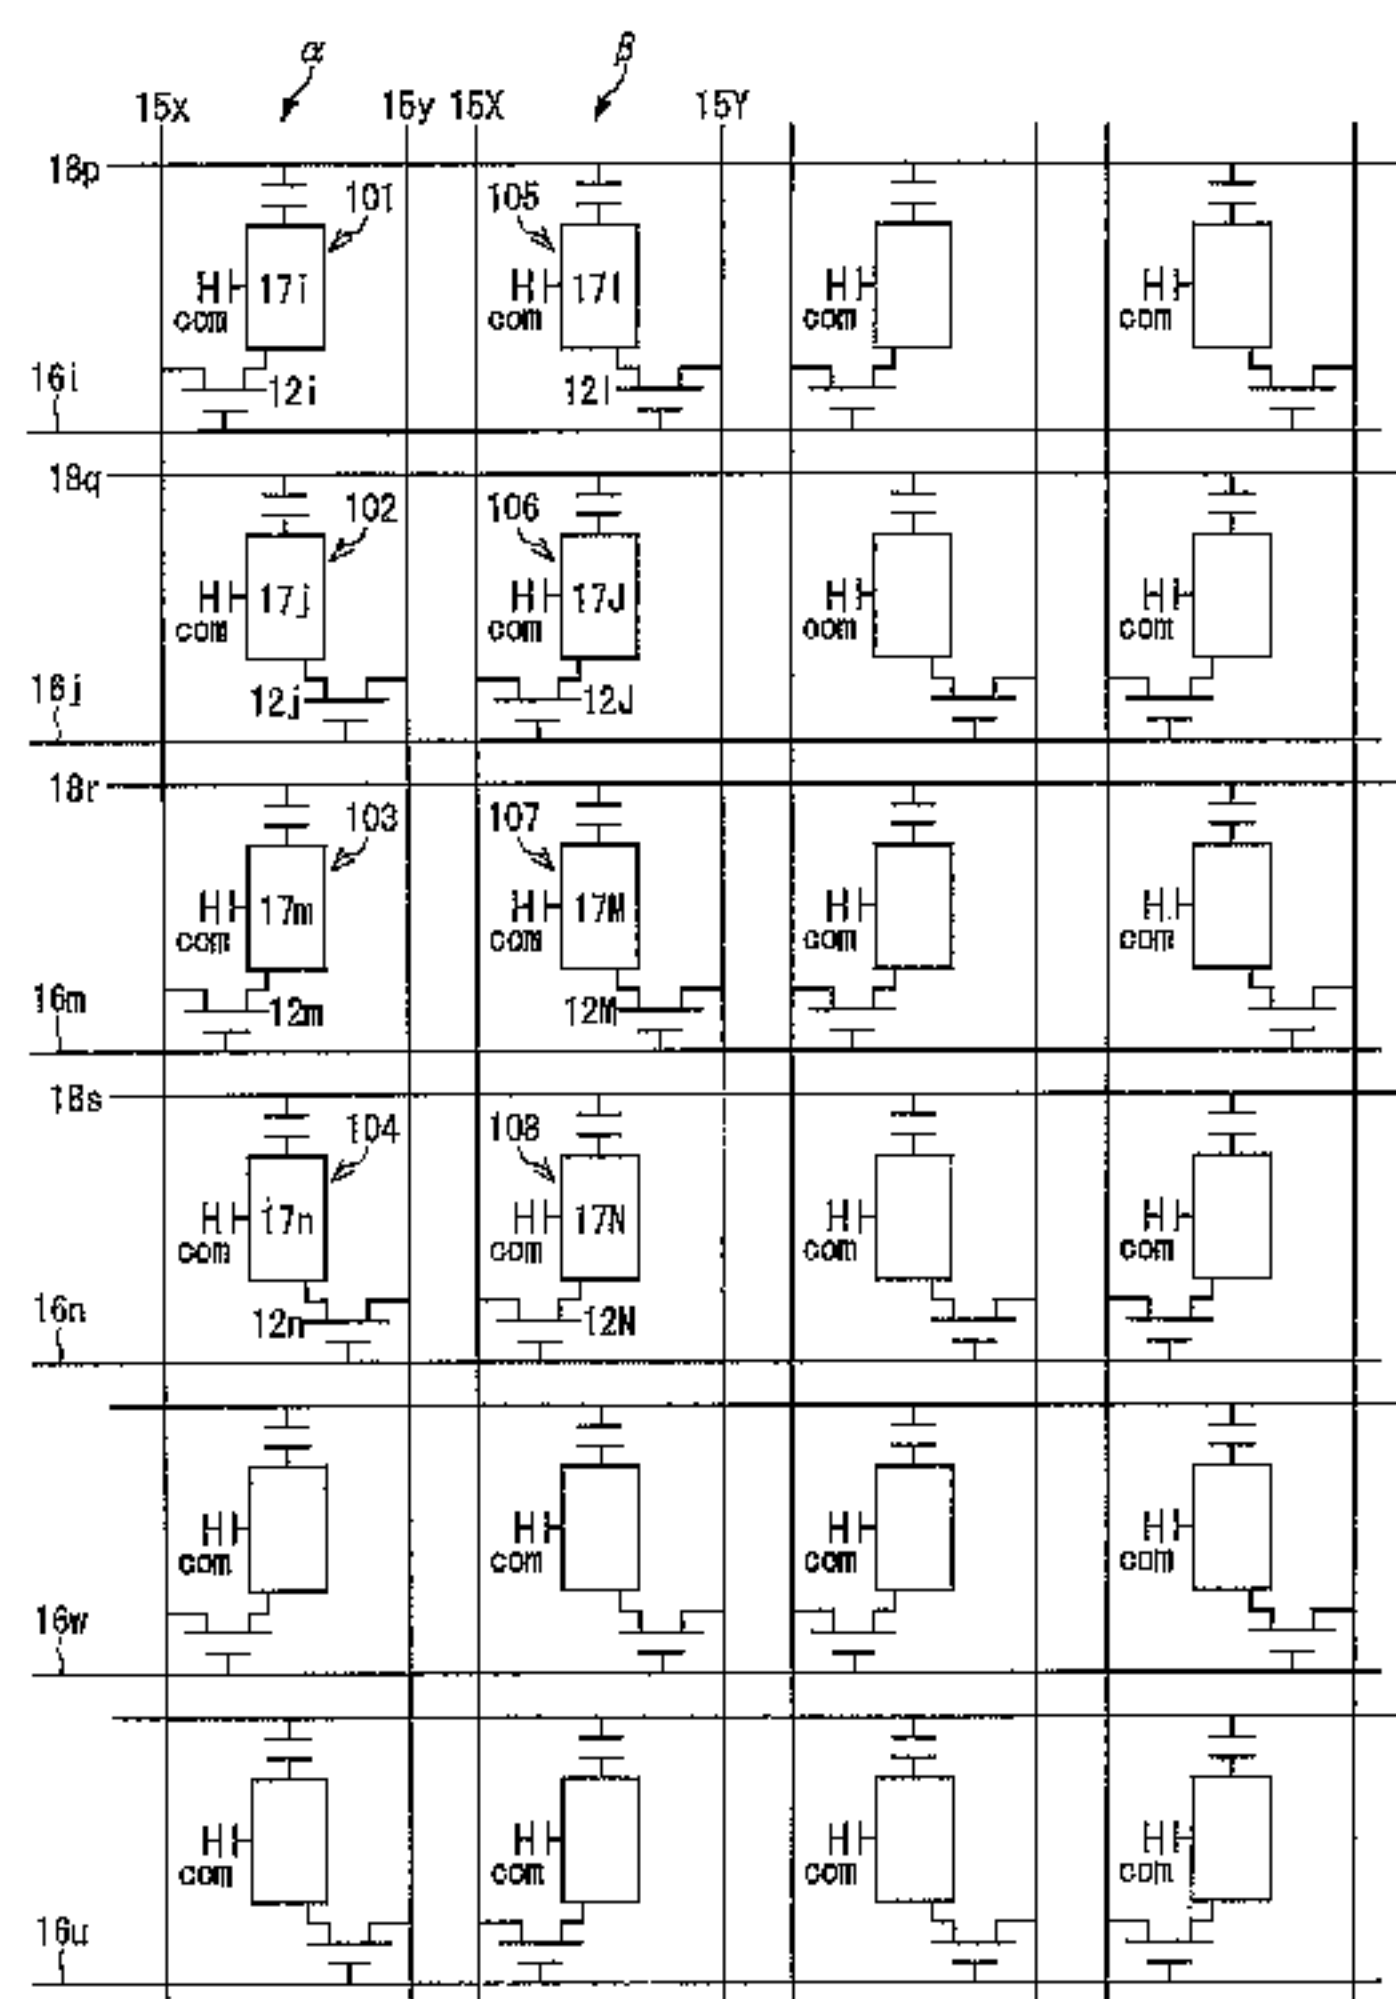 α β
15x 15y 15X 15Y
18p
101 105
17i 17I
com com com com
16i
12i 12I
18q
102 106
17j 17J
com com com com
16j
12j 12J
18r
103 107
17m 17M
com com com com
16m
12m 12M
18s
104 108
17n 17N
com com com com
16n
12n 12N
com com com com
16w
com com com com
16u